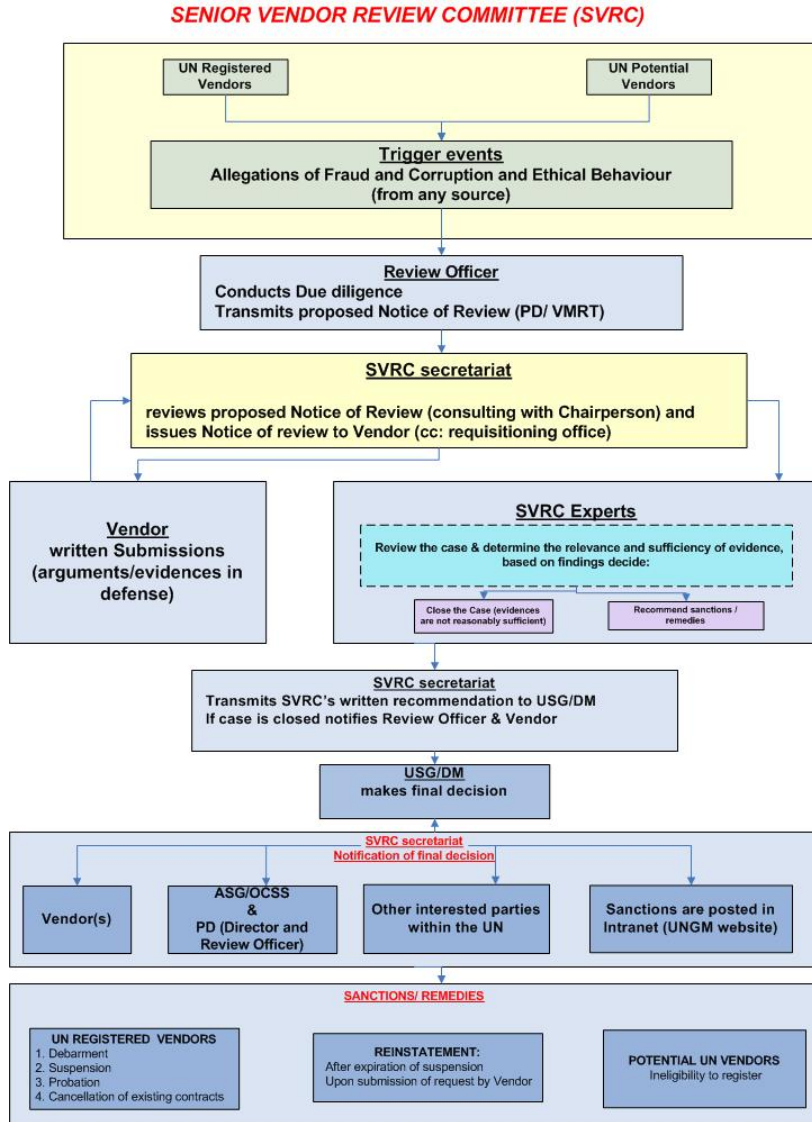 SENIOR VENDOR REVIEW COMMITTEE (SVRC)
UN Registered
Vendors
UN Potential
Vendors
Trigger events
Allegations of Fraud and Corruption and Ethical Behaviour
(from any source)
Review Officer
Conducts Due diligence
Transmits proposed Notice of Review (PD/ VMRT)
SVRC secretariat
reviews proposed Notice of Review (consulting with Chairperson) and
issues Notice of review to Vendor (cc: requisitioning office)
Vendor
written Submissions
(arguments/evidences in
defense)
SVRC Experts
Review the case & determine the relevance and sufficiency of evidence,
based on findings decide:
Close the Case (evidences
are not reasonably sufficient)
Recommend sanctions /
remedies
SVRC secretariat
Transmits SVRC's written recommendation to USG/DM
If case is closed notifies Review Officer & Vendor
USG/DM
makes final decision
SVRC secretariat
Notification of final decision
Vendor(s)
ASG/OCSS
&
PD (Director and
Review Officer)
Other interested parties
within the UN
Sanctions are posted in
Intranet (UNGM website)
SANCTIONS/ REMEDIES
UN REGISTERED VENDORS
1. Debarment
2. Suspension
3. Probation
4. Cancellation of existing contracts
REINSTATEMENT:
After expiration of suspension
Upon submission of request by Vendor
POTENTIAL UN VENDORS
Ineligibility to register